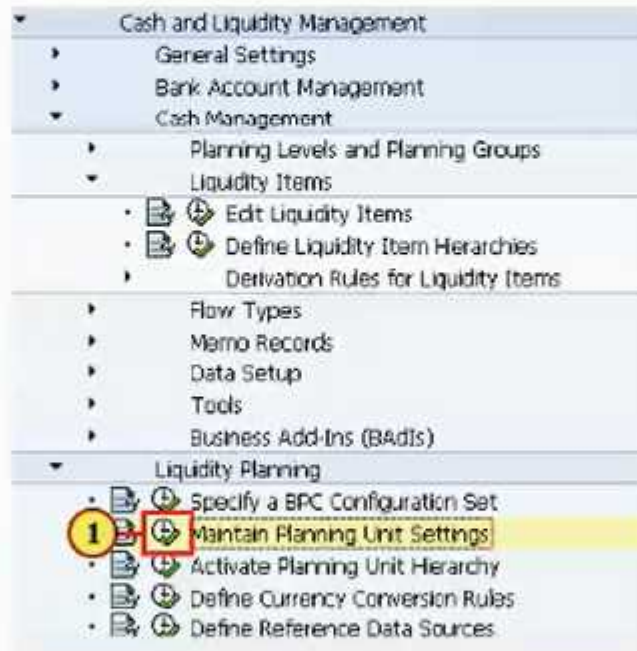 Cash and Liquidity Management
General Settings
Bank Account Management
Cash Management
Planning Levels and Planning Groups
Liquidity Items
Edit Liquidity Items
Define Liquidity Item Herarchies
Derivation Rules for Liquidity Items
Flow Types
Memo Records
Data Setup
Tools
Business Add-Ins (BAdIs)
Liquidity Planning
Specify a BPC Configuration Set
1 Maintain Planning Unit Settings
Activate Planning Unit Hierarchy
Define Currency Conversion Rules
Define Reference Data Sources